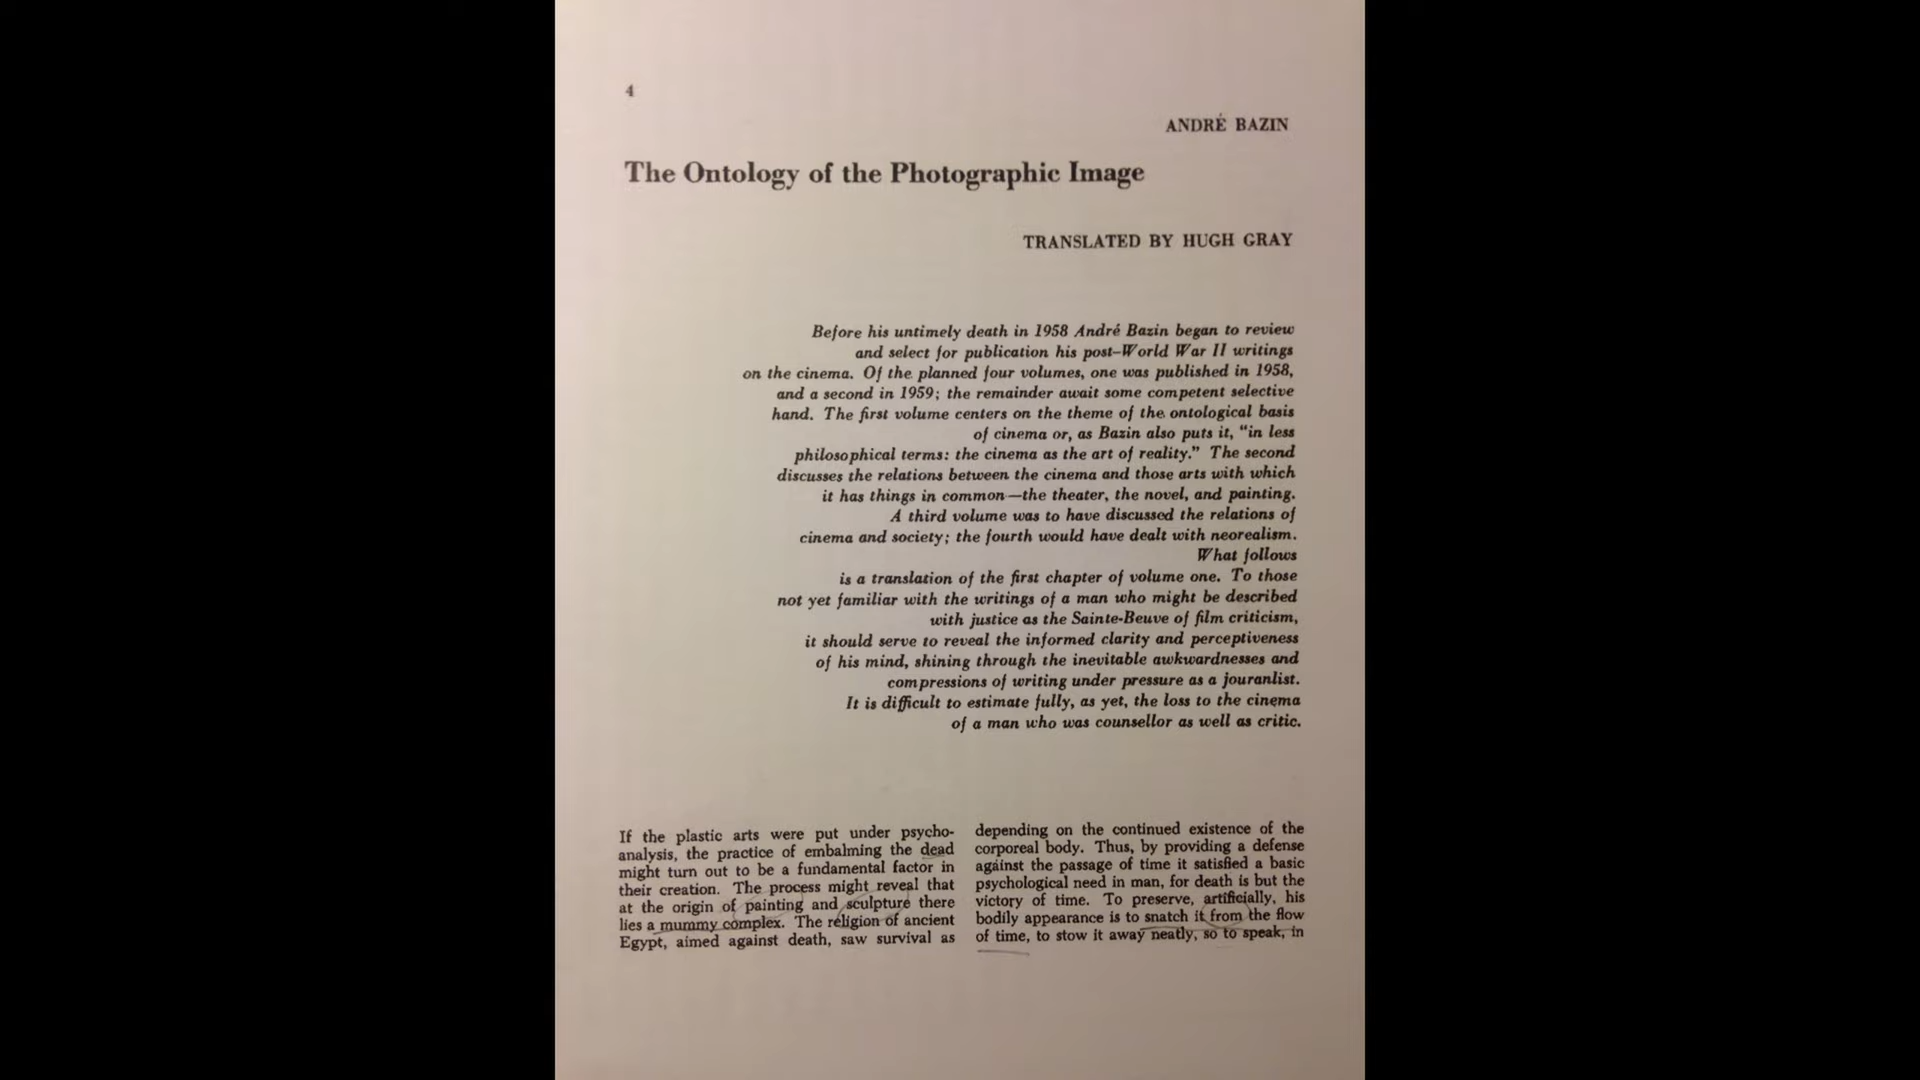 4
ANDRÉ BAZIN
The Ontology of the Photographic Image
TRANSLATED BY HUGH GRAY
Before his untimely death in 1958 André Bazin began to review
and select for publication his post–World War II writings
on the cinema. Of the planned four volumes, one was published in 1958,
and a second in 1959; the remainder await some competent selective
hand. The first volume centers on the theme of the ontological basis
of cinema or, as Bazin also puts it, “in less
philosophical terms: the cinema as the art of reality.” The second
discusses the relations between the cinema and those arts with which
it has things in common—the theater, the novel, and painting.
A third volume was to have discussed the relations of
cinema and society; the fourth would have dealt with neorealism.
What follows
is a translation of the first chapter of volume one. To those
not yet familiar with the writings of a man who might be described
with justice as the Sainte-Beuve of film criticism,
it should serve to reveal the informed clarity and perceptiveness
of his mind, shining through the inevitable awkwardnesses and
compressions of writing under pressure as a jouranlist.
It is difficult to estimate fully, as yet, the loss to the cinema
of a man who was counsellor as well as critic.
If the plastic arts were put under psycho-
analysis, the practice of embalming the dead
might turn out to be a fundamental factor in
their creation. The process might reveal that
at the origin of painting and sculpture there
lies a mummy complex. The religion of ancient
Egypt, aimed against death, saw survival as
depending on the continued existence of the
corporeal body. Thus, by providing a defense
against the passage of time it satisfied a basic
psychological need in man, for death is but the
victory of time. To preserve, artificially, his
bodily appearance is to snatch it from the flow
of time, to stow it away neatly, so to speak, in